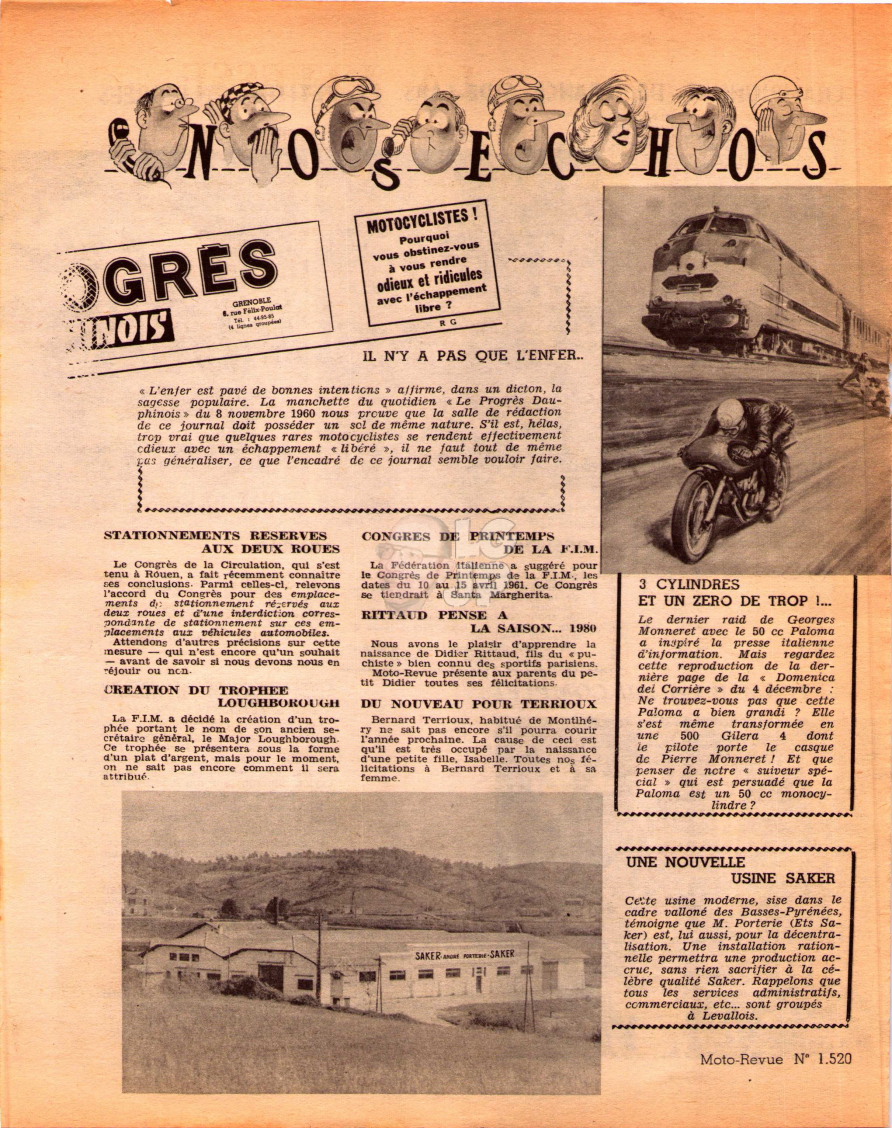 NOS ECHOS
OGRÈS
INOIS
GRENOBLE
6, rue Félix-Poulat
Tél. : 44-95-85
(4 lignes groupées)
MOTOCYCLISTES !
Pourquoi
vous obstinez-vous
à vous rendre
odieux et ridicules
avec l'échappement
libre ?
R G
IL N'Y A PAS QUE L'ENFER..
« L'enfer est pavé de bonnes intentions » affirme, dans un dicton, la
sagesse populaire. La manchette du quotidien « Le Progrès Dau-
phinois » du 8 novembre 1960 nous prouve que la salle de rédaction
de ce journal doit posséder un sol de même nature. S'il est, hélas,
trop vrai que quelques rares motocyclistes se rendent effectivement
odieux avec un échappement « libéré », il ne faut tout de même
pas généraliser, ce que l'encadré de ce journal semble vouloir faire.
STATIONNEMENTS RESERVES
AUX DEUX ROUES
Le Congrès de la Circulation, qui s'est
tenu à Rouen, a fait récemment connaître
ces conclusions. Parmi celles-ci, relevons
l'accord du Congrès pour des emplace-
ments de stationnement réservés aux
deux roues et d'une interdiction corres-
pondante de stationnement sur ces em-
placements aux véhicules automobiles.
Attendons d'autres précisions sur cette
mesure — qui n'est encore qu'un souhait
— avant de savoir si nous devons nous en
réjouir ou non.
CREATION DU TROPHEE
LOUGHBOROUGH
La F.I.M. a décidé la création d'un tro-
phée portant le nom de son ancien se-
crétaire général, le Major Loughborough.
Ce trophée se présentera sous la forme
d'un plat d'argent, mais pour le moment,
on ne sait pas encore comment il sera
attribué.
CONGRES DE PRINTEMPS
DE LA F.I.M.
La Fédération italienne a suggéré pour
le Congrès de Printemps de la F.I.M., les
dates du 10 au 15 avril 1961. Ce Congrès
se tiendrait à Santa Margherita.
RITTAUD PENSE A
LA SAISON... 1980
Nous avons le plaisir d'apprendre la
naissance de Didier Rittaud, fils du « pu-
chiste » bien connu des sportifs parisiens.
Moto-Revue présente aux parents du pe-
tit Didier toutes ses félicitations.
DU NOUVEAU POUR TERRIOUX
Bernard Terrioux, habitué de Montlhé-
ry ne sait pas encore s'il pourra courir
l'année prochaine. La cause de ceci est
qu'il est très occupé par la naissance
d'une petite fille, Isabelle. Toutes nos fé-
licitations à Bernard Terrioux et à sa
femme.
3 CYLINDRES
ET UN ZERO DE TROP !...
Le dernier raid de Georges
Monneret avec le 50 cc Paloma
a inspiré la presse italienne
d'information. Mais regardez
cette reproduction de la der-
nière page de la « Domenica
del Corrière » du 4 décembre :
Ne trouvez-vous pas que cette
Paloma a bien grandi ? Elle
s'est même transformée en
une 500 Gilera 4 dont
le pilote porte le casque
de Pierre Monneret ! Et que
penser de notre « suiveur spé-
cial » qui est persuadé que la
Paloma est un 50 cc monocy-
lindre ?
SAKER-ANDRÉ PORTERIE-SAKER
UNE NOUVELLE
USINE SAKER
Cette usine moderne, sise dans le
cadre vallonné des Basses-Pyrénées,
témoigne que M. Porterie (Ets Sa-
ker) est, lui aussi, pour la décentra-
lisation. Une installation ration-
nelle permettra une production ac-
crue, sans rien sacrifier à la cé-
lèbre qualité Saker. Rappelons que
tous les services administratifs,
commerciaux, etc... sont groupés
à Levallois.
Moto-Revue N° 1.520